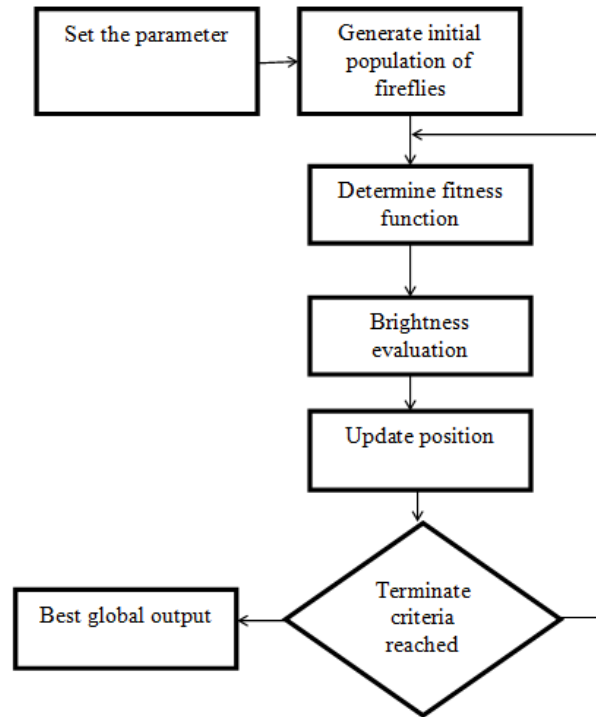 Set the parameter
Generate initial
population of
fireflies
Determine fitness
function
Brightness
evaluation
Update position
Terminate
criteria
reached
Best global output